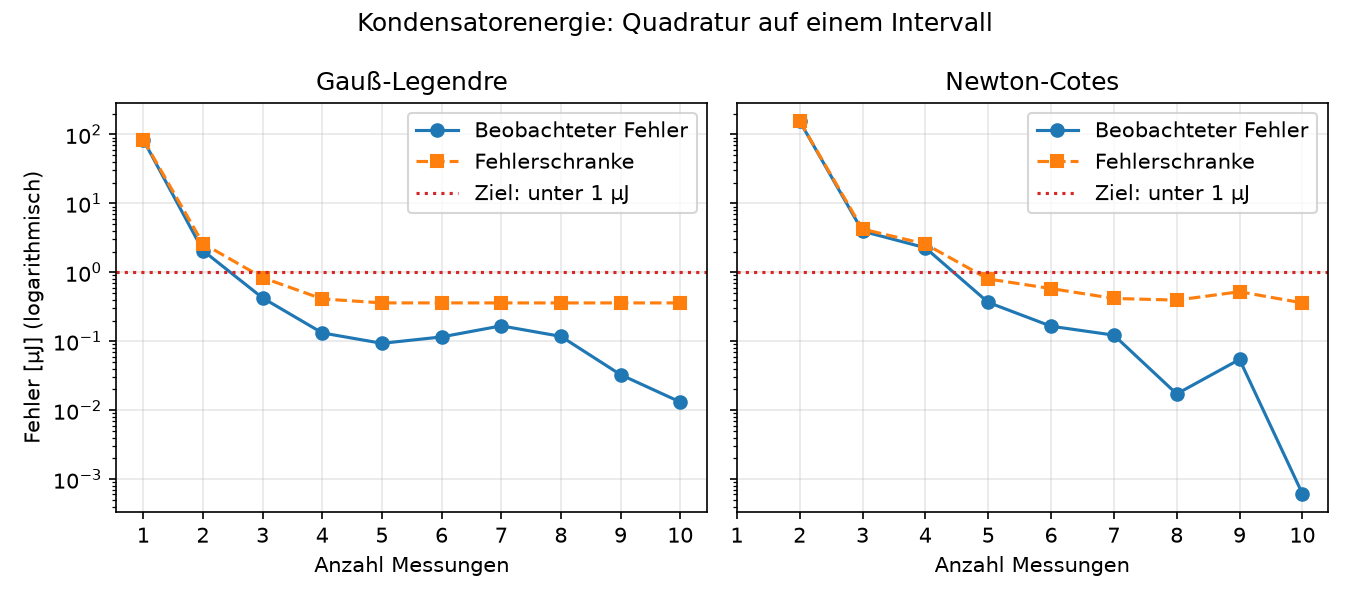 Kondensatorenergie: Quadratur auf einem Intervall
Gauß-Legendre
Fehler [µJ] (logarithmisch)
10²
10¹
10⁰
10⁻¹
10⁻²
10⁻³
Beobachteter Fehler
Fehlerschranke
Ziel: unter 1 µJ
1 2 3 4 5 6 7 8 9 10
Anzahl Messungen
Newton-Cotes
Beobachteter Fehler
Fehlerschranke
Ziel: unter 1 µJ
1 2 3 4 5 6 7 8 9 10
Anzahl Messungen